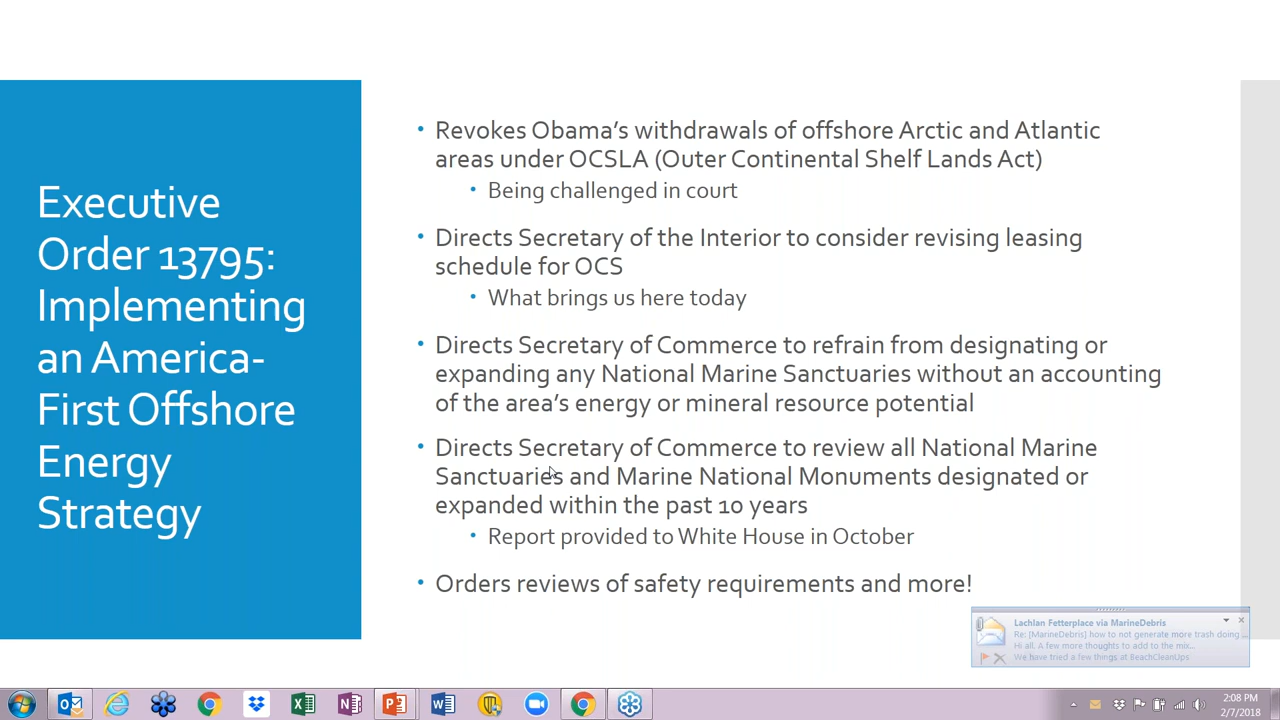 Executive
Order 13795:
Implementing
an America-
First Offshore
Energy
Strategy
• Revokes Obama's withdrawals of offshore Arctic and Atlantic
areas under OCSLA (Outer Continental Shelf Lands Act)
• Being challenged in court
• Directs Secretary of the Interior to consider revising leasing
schedule for OCS
• What brings us here today
• Directs Secretary of Commerce to refrain from designating or
expanding any National Marine Sanctuaries without an accounting
of the area's energy or mineral resource potential
• Directs Secretary of Commerce to review all National Marine
Sanctuaries and Marine National Monuments designated or
expanded within the past 10 years
• Report provided to White House in October
• Orders reviews of safety requirements and more!
Lachlan Fetterplace via MarineDebris
Re: [MarineDebris] how to not generate more trash doing ...
Hi all. A few more thoughts to add to the mix...
We have tried a few things at BeachCleanUps
2:08 PM
2/7/2018